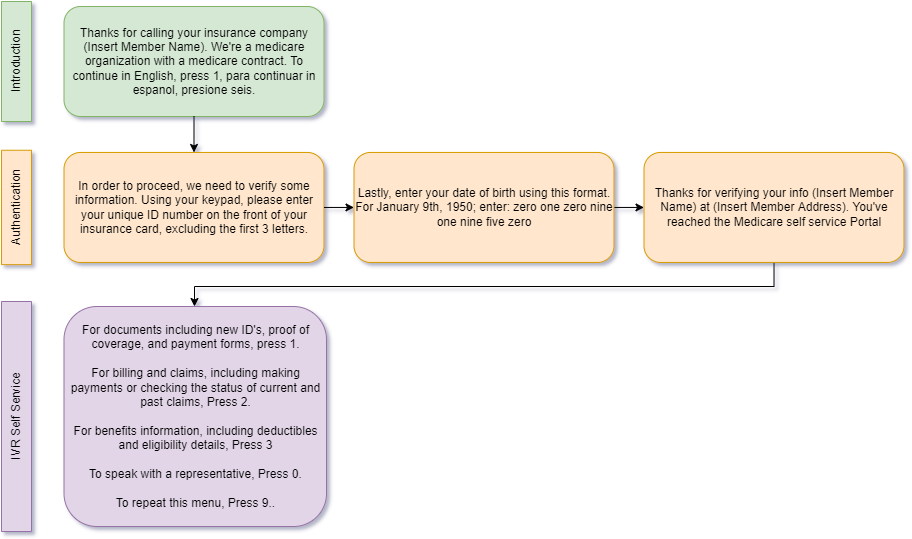 Introduction
Thanks for calling your insurance company
(Insert Member Name). We're a medicare
organization with a medicare contract. To
continue in English, press 1, para continuar in
espanol, presione seis.
Authentication
In order to proceed, we need to verify some
information. Using your keypad, please enter
your unique ID number on the front of your
insurance card, excluding the first 3 letters.
Lastly, enter your date of birth using this format.
For January 9th, 1950; enter: zero one zero nine
one nine five zero
Thanks for verifying your info (Insert Member
Name) at (Insert Member Address). You've
reached the Medicare self service Portal
IVR Self Service
For documents including new ID's, proof of
coverage, and payment forms, press 1.
For billing and claims, including making
payments or checking the status of current and
past claims, Press 2.
For benefits information, including deductibles
and eligibility details, Press 3
To speak with a representative, Press 0.
To repeat this menu, Press 9..